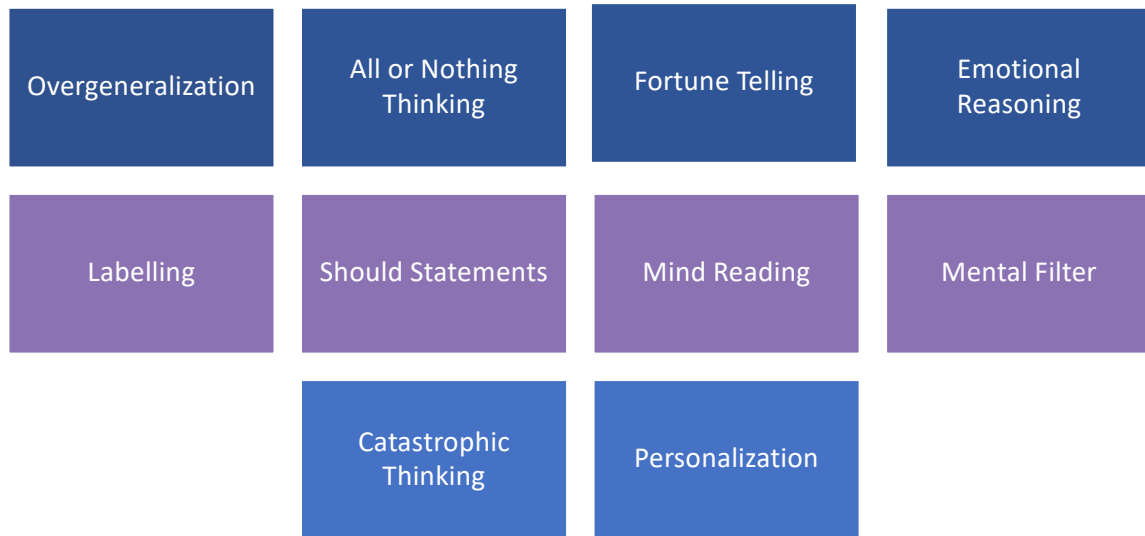 Overgeneralization
All or Nothing
Thinking
Fortune Telling
Emotional
Reasoning
Labelling
Should Statements
Mind Reading
Mental Filter
Catastrophic
Thinking
Personalization